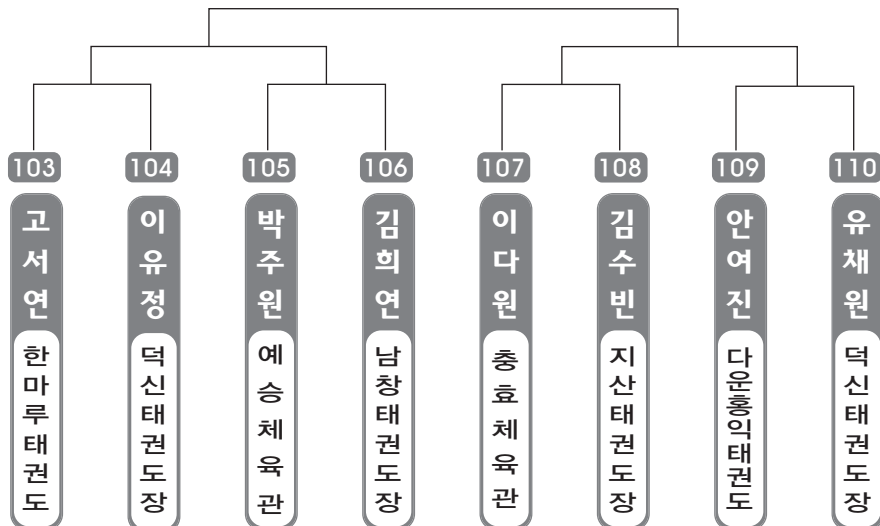 103 104 105 106 107 108 109 110
고서연 이유정 박주원 김희연 이다원 김수빈 안여진 유채원
한마루태권도 덕신태권도장 예승체육관 남창태권도장 충효체육관 지산태권도장 다운홍익태권도 덕신태권도장